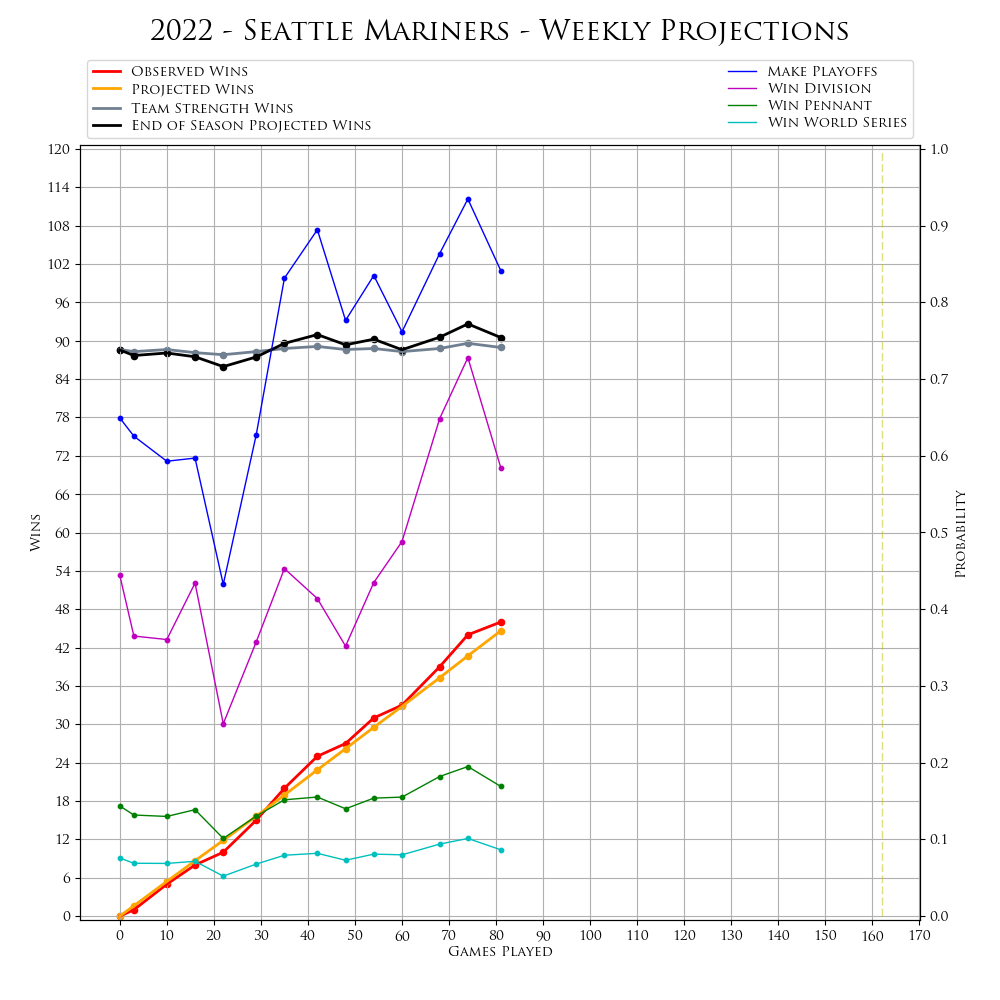 2022 - Seattle Mariners - Weekly Projections
Observed Wins
Projected Wins
Team Strength Wins
End of Season Projected Wins
Make Playoffs
Win Division
Win Pennant
Win World Series
120
114
108
102
96
90
84
78
72
66
60
54
48
42
36
30
24
18
12
6
0
Wins
1.0
0.9
0.8
0.7
0.6
0.5
0.4
0.3
0.2
0.1
0.0
Probability
0 10 20 30 40 50 60 70 80 90 100 110 120 130 140 150 160 170
Games Played